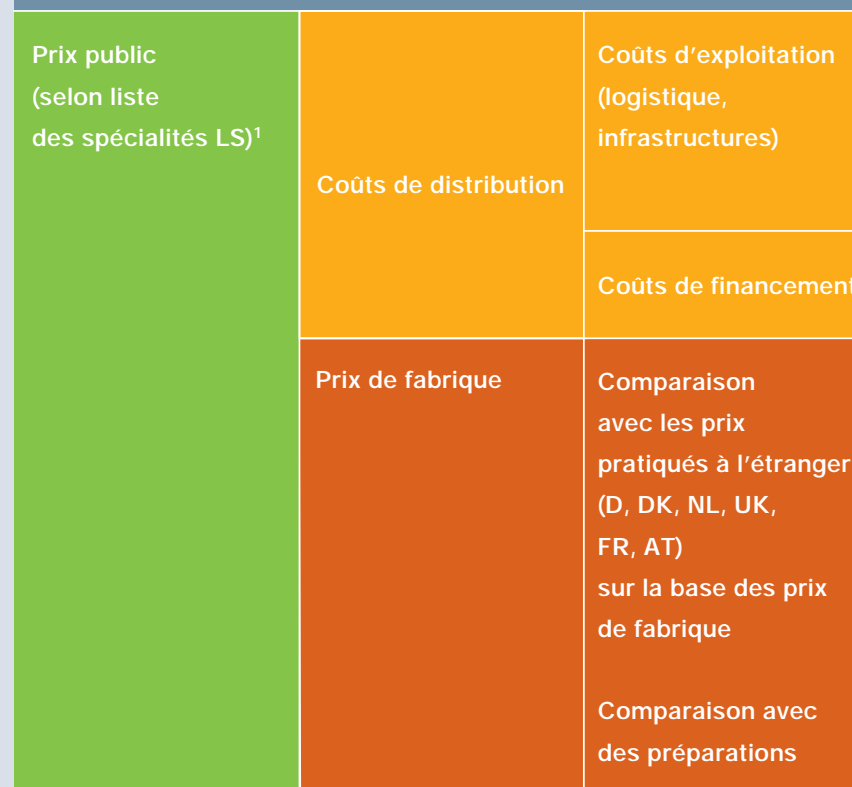 Prix public
(selon liste
des spécialités LS)¹
Coûts de distribution
Coûts d'exploitation
(logistique,
infrastructures)
Coûts de financement
Prix de fabrique
Comparaison
avec les prix
pratiqués à l'étranger
(D, DK, NL, UK,
FR, AT)
sur la base des prix
de fabrique
Comparaison avec
des préparations